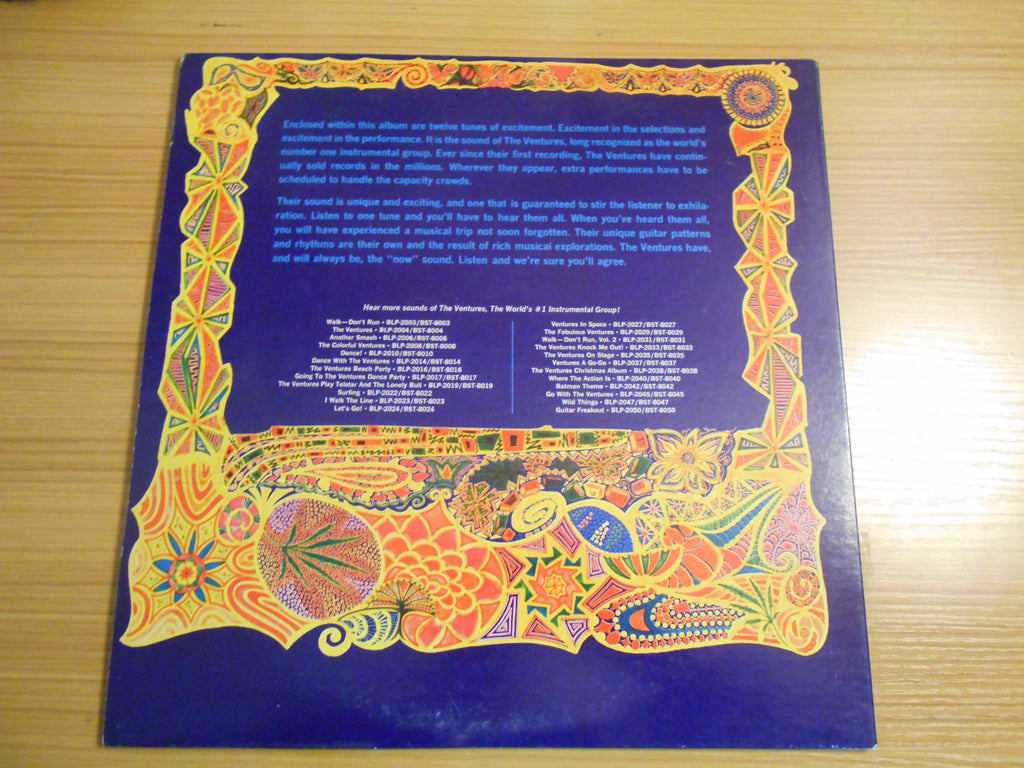 Enclosed within this album are twelve tunes of excitement. Excitement in the selections and
excitement in the performance. It is the sound of The Ventures, long recognized as the world's
number one instrumental group. Ever since their first recording, The Ventures have contin-
ually sold records in the millions. Wherever they appear, extra performances have to be
scheduled to handle the capacity crowds.
Their sound is unique and exciting, and one that is guaranteed to stir the listener to exhila-
ration. Listen to one tune and you'll have to hear them all. When you've heard them all,
you will have experienced a musical trip not soon forgotten. Their unique guitar patterns
and rhythms are their own and the result of rich musical explorations. The Ventures have,
and will always be, the "now" sound. Listen and we're sure you'll agree.
Hear more sounds of The Ventures, The World's #1 Instrumental Group!
Walk—Don't Run • BLP-2003/BST-8003
The Ventures • BLP-2004/BST-8004
Another Smash • BLP-2006/BST-8006
The Colorful Ventures • BLP-2008/BST-8008
Dance! • BLP-2010/BST-8010
Dance With The Ventures • BLP-2014/BST-8014
The Ventures Beach Party • BLP-2016/BST-8016
Going To The Ventures Dance Party • BLP-2017/BST-8017
The Ventures Play Telstar And The Lonely Bull • BLP-2019/BST-8019
Surfing • BLP-2022/BST-8022
I Walk The Line • BLP-2023/BST-8023
Let's Go! • BLP-2024/BST-8024
Ventures In Space • BLP-2027/BST-8027
The Fabulous Ventures • BLP-2029/BST-8029
Walk—Don't Run, Vol. 2 • BLP-2031/BST-8031
The Ventures Knock Me Out! • BLP-2033/BST-8033
The Ventures On Stage • BLP-2035/BST-8035
Ventures A Go-Go • BLP-2037/BST-8037
The Ventures Christmas Album • BLP-2038/BST-8038
Where The Action Is • BLP-2040/BST-8040
Batman Theme • BLP-2042/BST-8042
Go With The Ventures • BLP-2045/BST-8045
Wild Things • BLP-2047/BST-8047
Guitar Freakout • BLP-2050/BST-8050